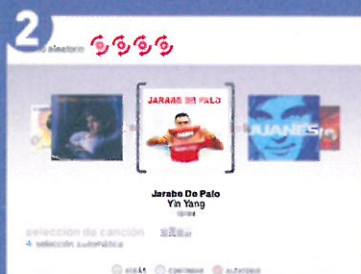 2
aleatorio
JARABE DE PALO
JUANES
Jarabe De Palo
Yin Yang
selección de canción
selección automática
ATRÁS CONTINUAR ALEATORIO